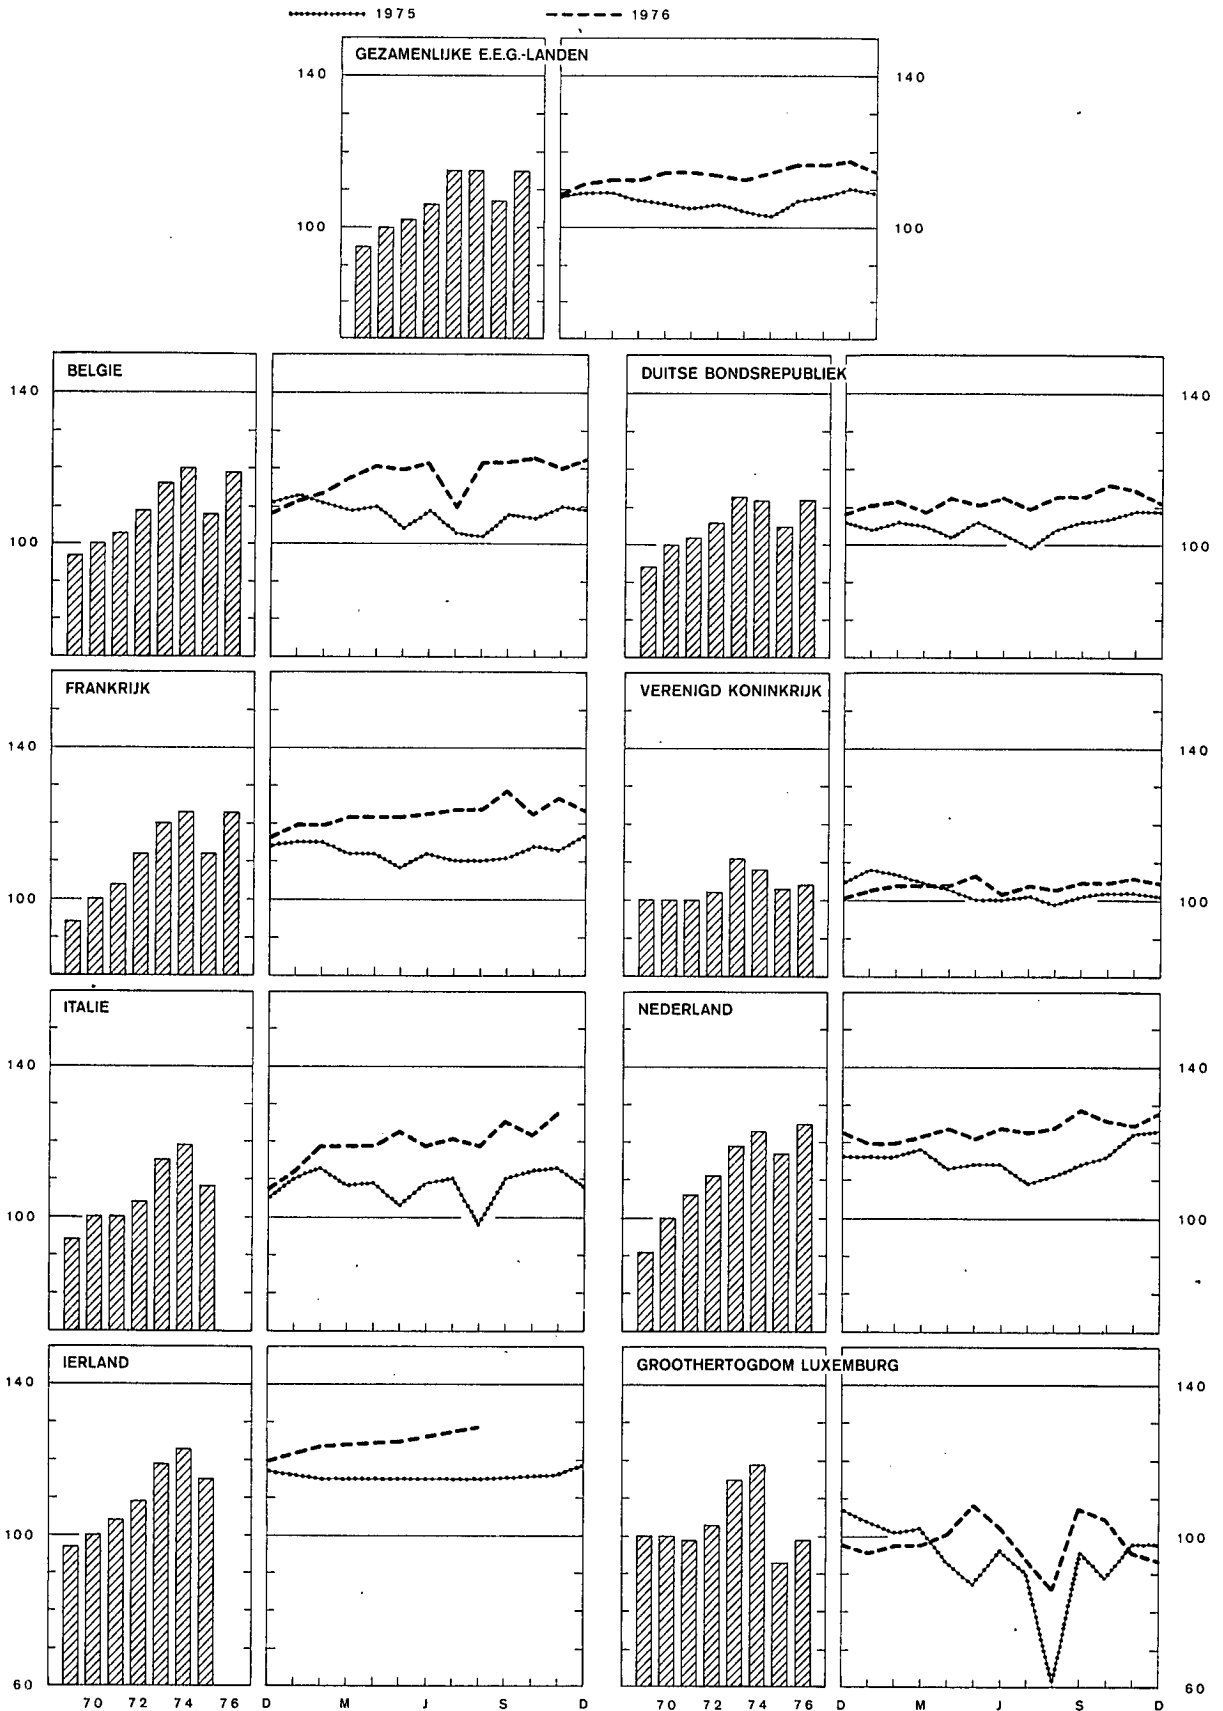 1975 1976
GEZAMENLIJKE E.E.G.-LANDEN
140 140
100 100
BELGIE DUITSE BONDSREPUBLIEK
140 140
100 100
FRANKRIJK VERENIGD KONINKRIJK
140 140
100 100
ITALIE NEDERLAND
140 140
100 100
IERLAND GROOTHERTOGDOM LUXEMBURG
140 140
100 100
60 60
70 72 74 76 D M J S D 70 72 74 76 D M J S D